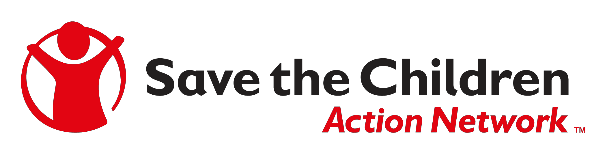 Save the Children
Action Network ™